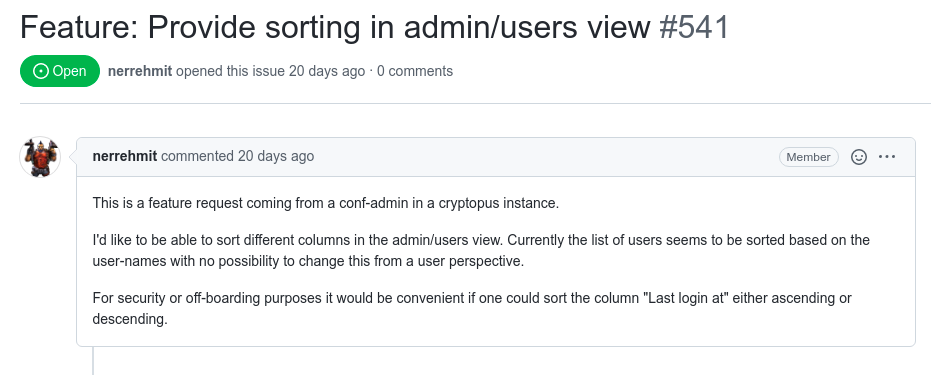 Feature: Provide sorting in admin/users view #541
Open nerrehmit opened this issue 20 days ago · 0 comments
nerrehmit commented 20 days ago Member
This is a feature request coming from a conf-admin in a cryptopus instance.
I'd like to be able to sort different columns in the admin/users view. Currently the list of users seems to be sorted based on the
user-names with no possibility to change this from a user perspective.
For security or off-boarding purposes it would be convenient if one could sort the column "Last login at" either ascending or
descending.